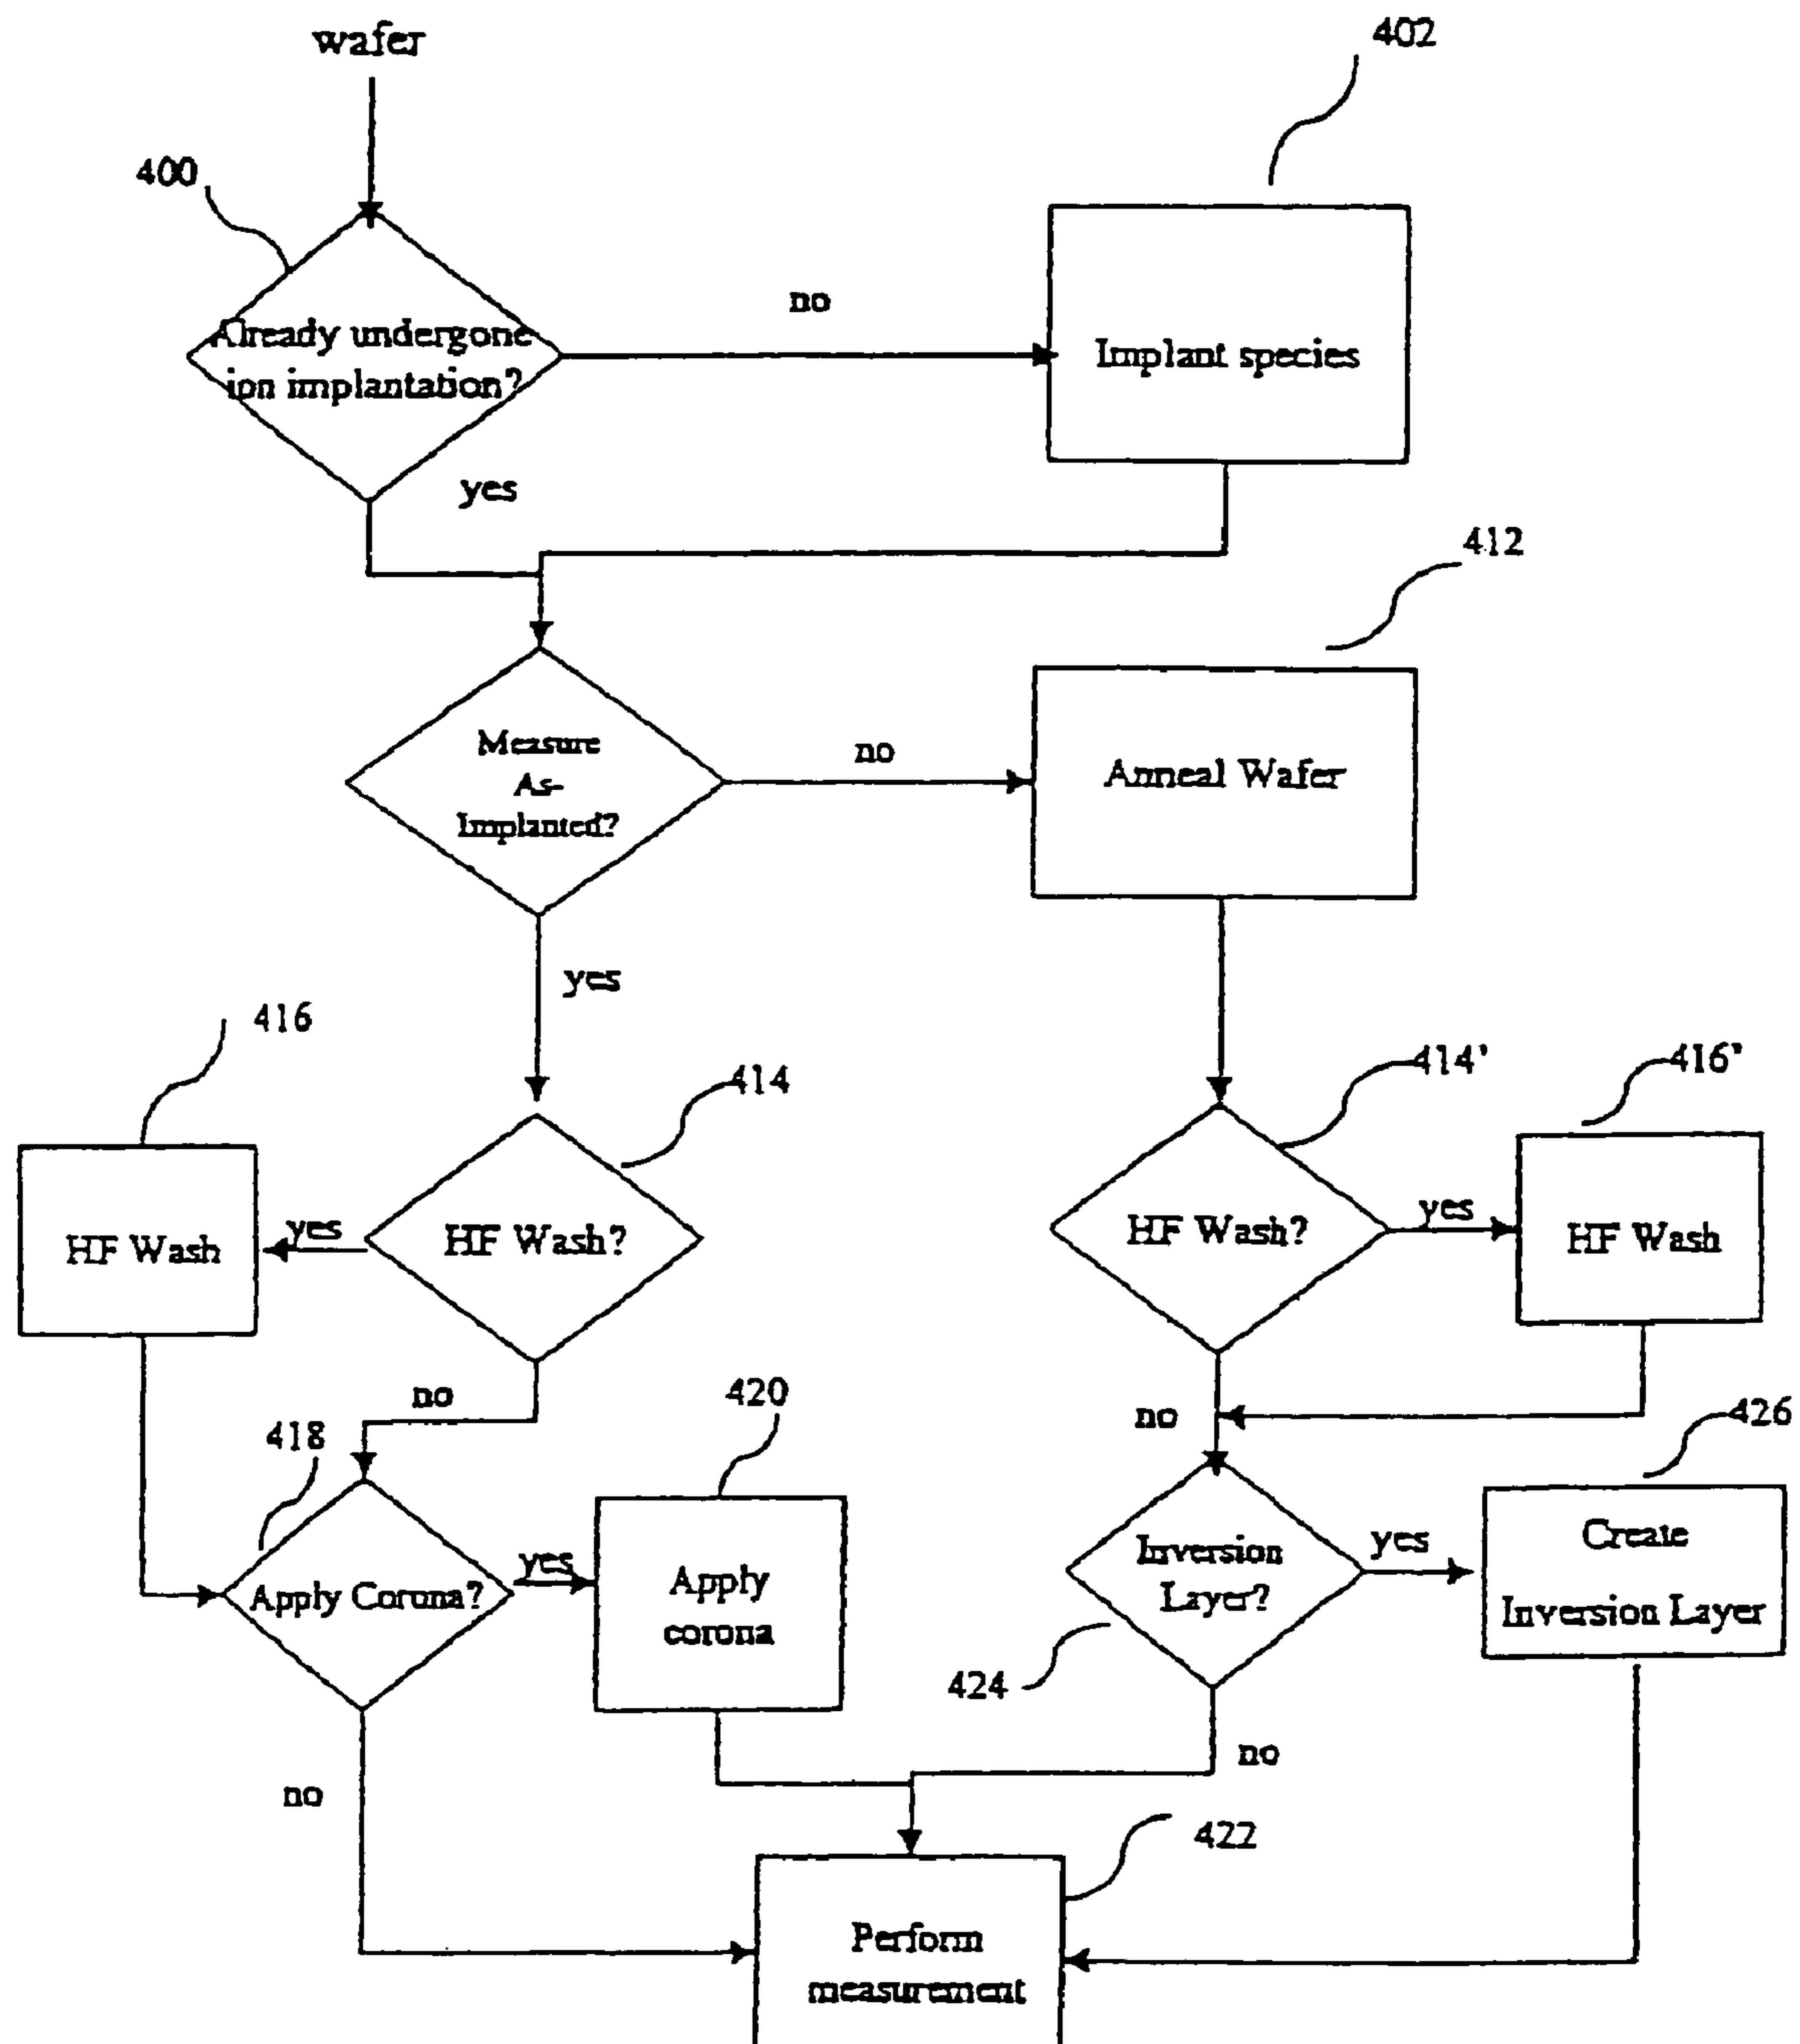 wafer
402
400
Already undergone
ion implantation?
no
Implant species
yes
412
Measure
As-
Implanted?
no
Anneal Wafer
yes
416
414
414'
416'
HF Wash
yes
HF Wash?
HF Wash?
yes
HF Wash
no
420
no
426
418
Apply Corona?
yes
Apply
corona
Inversion
Layer?
yes
Create
Inversion Layer
424
no
no
422
Perform
measurement